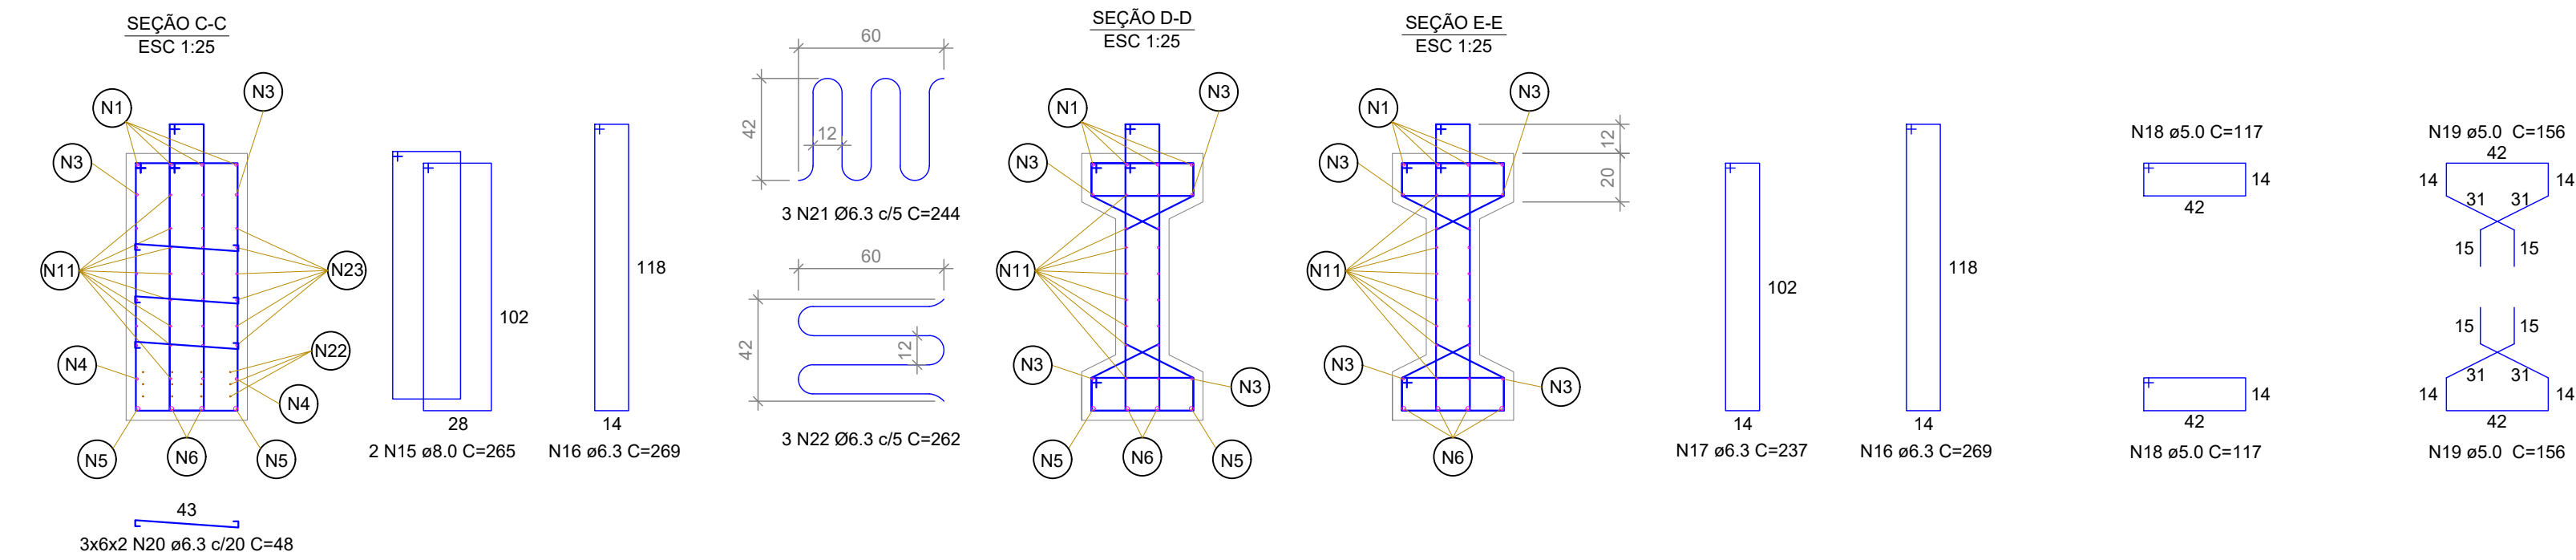 SEÇÃO C-C
ESC 1:25
N1
N3
N3
N11
N23
N4
N22
N4
N5
N6
N5
43
3x6x2 N20 ø6.3 c/20 C=48
102
28
2 N15 ø8.0 C=265
118
14
N16 ø6.3 C=269
60
42
12
3 N21 Ø6.3 c/5 C=244
60
42
12
3 N22 Ø6.3 c/5 C=262
SEÇÃO D-D
ESC 1:25
N1
N3
N3
N11
N3
N3
N5
N6
N5
SEÇÃO E-E
ESC 1:25
N1
N3
12
20
N3
N11
N3
N3
N6
102
14
N17 ø6.3 C=237
118
14
N16 ø6.3 C=269
N18 ø5.0 C=117
14
42
14
42
N18 ø5.0 C=117
N19 ø5.0 C=156
42
14
14
31
31
15
15
15
15
31
31
14
14
42
N19 ø5.0 C=156